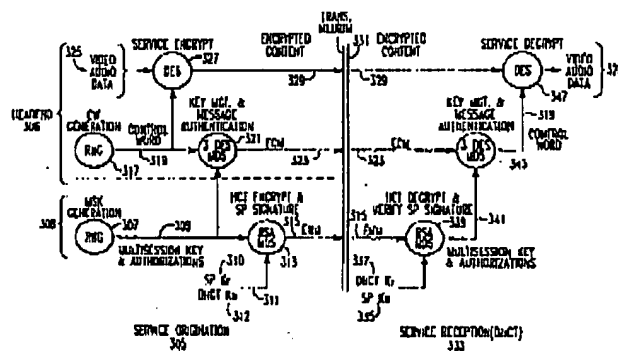 TRANS.
MEDIUM
SERVICE ENCRYPT
ENCRYPTED
CONTENT
331
ENCRYPTED
CONTENT
SERVICE DECRYPT
325
327
VIDEO
AUDIO
DATA
DES
329
329
DES
347
VIDEO
AUDIO
DATA
325
HEADEND
306
CW
GENERATION
CONTROL
WORD
KEY MGT. &
MESSAGE
AUTHENTICATION
KEY MGT. &
MESSAGE
AUTHENTICATION
319
CONTROL
WORD
RNG
319
321
3 DES
MD5
ECM
323
323
ECM
3 DES
MD5
343
317
MSK
GENERATION
308
307
RNG
309
MULTISESSION KEY
& AUTHORIZATIONS
HCT ENCRYPT &
SP SIGNATURE
315
EMM
RSA
MD5
313
HCT DECRYPT &
VERIFY SP SIGNATURE
315
EMM
339
RSA
MD5
341
MULTISESSION KEY
& AUTHORIZATIONS
310
SP Kr
DHCT Ku
311
312
337
DHCT Kr
SP Ku
335
SERVICE ORIGINATION
305
SERVICE RECEPTION(DHCT)
333